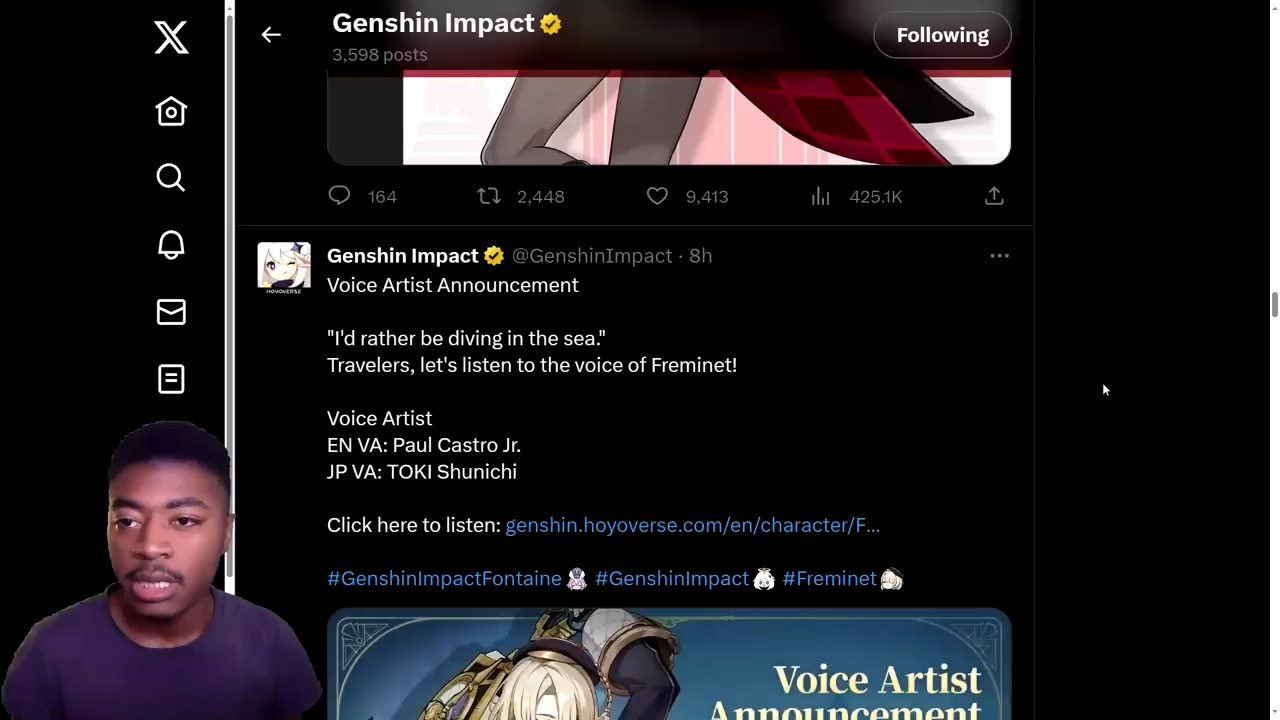 Genshin Impact
3,598 posts
Following
164
2,448
9,413
425.1K
Genshin Impact @GenshinImpact · 8h
Voice Artist Announcement
"I'd rather be diving in the sea."
Travelers, let's listen to the voice of Freminet!
Voice Artist
EN VA: Paul Castro Jr.
JP VA: TOKI Shunichi
Click here to listen: genshin.hoyoverse.com/en/character/F...
#GenshinImpactFontaine #GenshinImpact #Freminet
HOYOVERSE
Voice Artist
Announcement